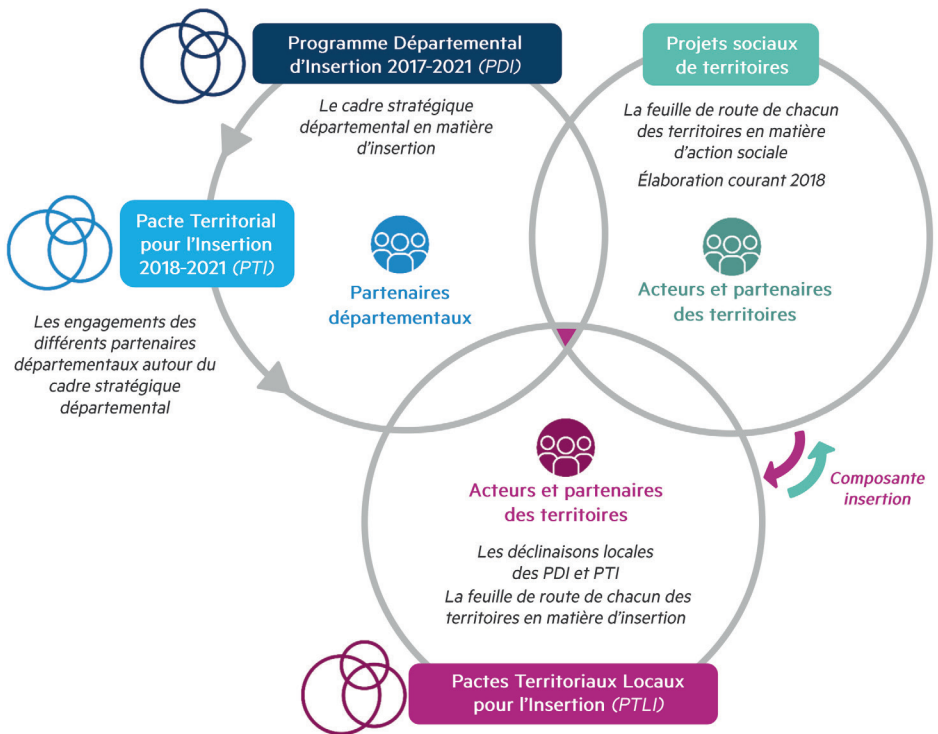 Programme Départemental
d'Insertion 2017-2021 (PDI)
Le cadre stratégique
départemental en matière
d'insertion
Projets sociaux
de territoires
La feuille de route de chacun
des territoires en matière
d'action sociale
Élaboration courant 2018
Pacte Territorial
pour l'Insertion
2018-2021 (PTI)
Les engagements des
différents partenaires
départementaux autour du
cadre stratégique
départemental
Partenaires
départementaux
Acteurs et partenaires
des territoires
Composante
insertion
Acteurs et partenaires
des territoires
Les déclinaisons locales
des PDI et PTI
La feuille de route de chacun des
territoires en matière d'insertion
Pactes Territoriaux Locaux
pour l'Insertion (PTLI)